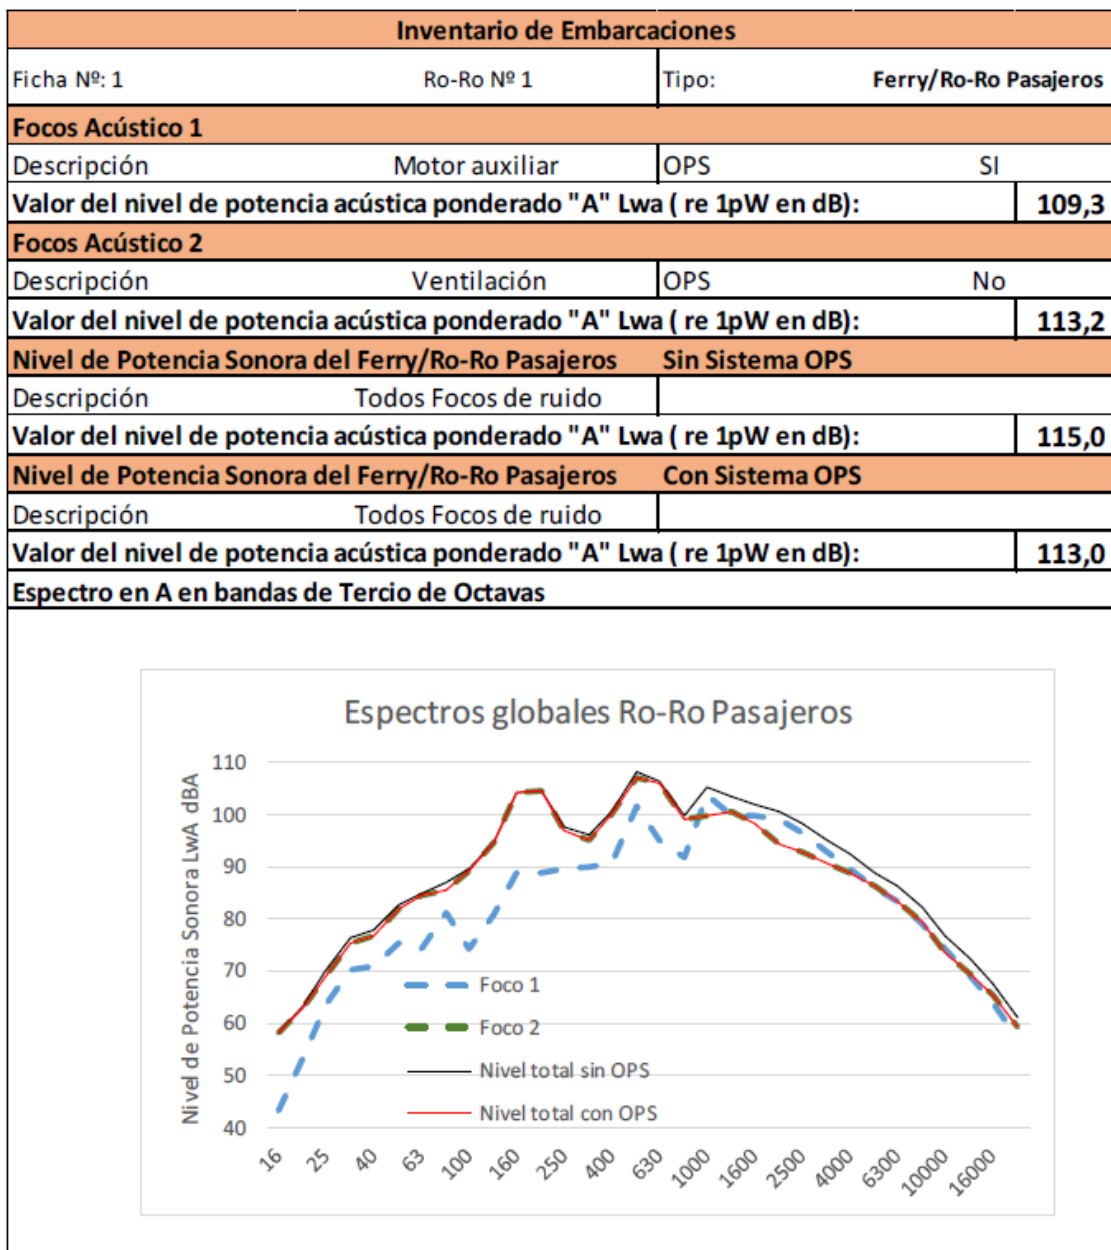 Inventario de Embarcaciones
Ficha Nº: 1 Ro-Ro Nº 1 Tipo: Ferry/Ro-Ro Pasajeros
Focos Acústico 1
Descripción Motor auxiliar OPS SI
Valor del nivel de potencia acústica ponderado "A" Lwa ( re 1pW en dB): 109,3
Focos Acústico 2
Descripción Ventilación OPS No
Valor del nivel de potencia acústica ponderado "A" Lwa ( re 1pW en dB): 113,2
Nivel de Potencia Sonora del Ferry/Ro-Ro Pasajeros Sin Sistema OPS
Descripción Todos Focos de ruido
Valor del nivel de potencia acústica ponderado "A" Lwa ( re 1pW en dB): 115,0
Nivel de Potencia Sonora del Ferry/Ro-Ro Pasajeros Con Sistema OPS
Descripción Todos Focos de ruido
Valor del nivel de potencia acústica ponderado "A" Lwa ( re 1pW en dB): 113,0
Espectro en A en bandas de Tercio de Octavas
Espectros globales Ro-Ro Pasajeros
Nivel de Potencia Sonora LwA dBA
110
100
90
80
70
60
50
40
Foco 1
Foco 2
Nivel total sin OPS
Nivel total con OPS
16 25 40 63 100 160 250 400 630 1000 1600 2500 4000 6300 10000 16000